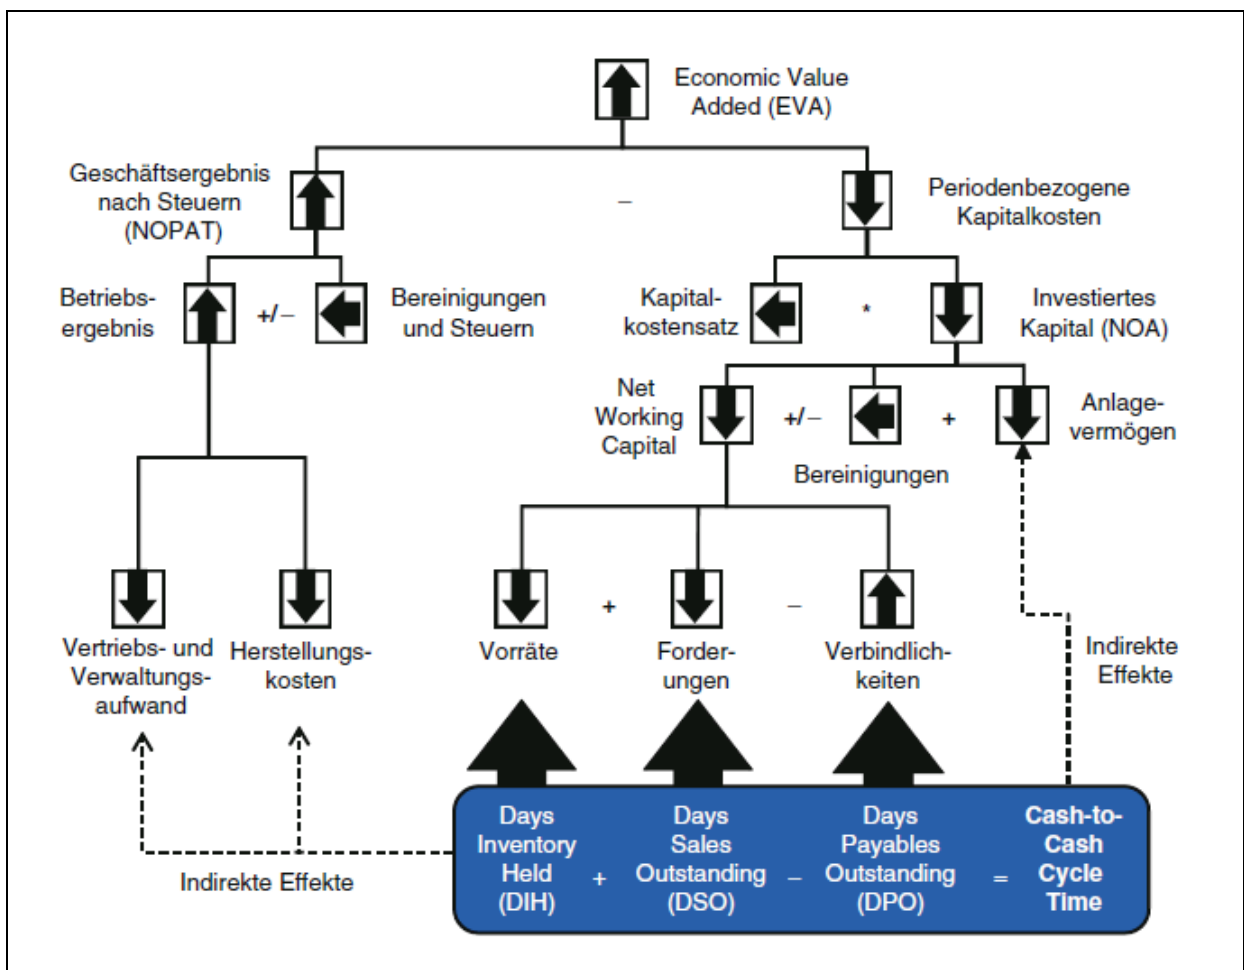 Economic Value
Added (EVA)
Geschäftsergebnis
nach Steuern
(NOPAT)
–
Periodenbezogene
Kapitalkosten
Betriebs-
ergebnis
+/–
Bereinigungen
und Steuern
Kapital-
kostensatz
*
Investiertes
Kapital (NOA)
Net
Working
Capital
+/–
Bereinigungen
+
Anlage-
vermögen
Vertriebs- und
Verwaltungs-
aufwand
Herstellungs-
kosten
Vorräte
+
Forder-
ungen
–
Verbindlich-
keiten
Indirekte
Effekte
Indirekte Effekte
Days
Inventory
Held
(DIH)
+
Days
Sales
Outstanding
(DSO)
–
Days
Payables
Outstanding
(DPO)
=
Cash-to-
Cash
Cycle
Time